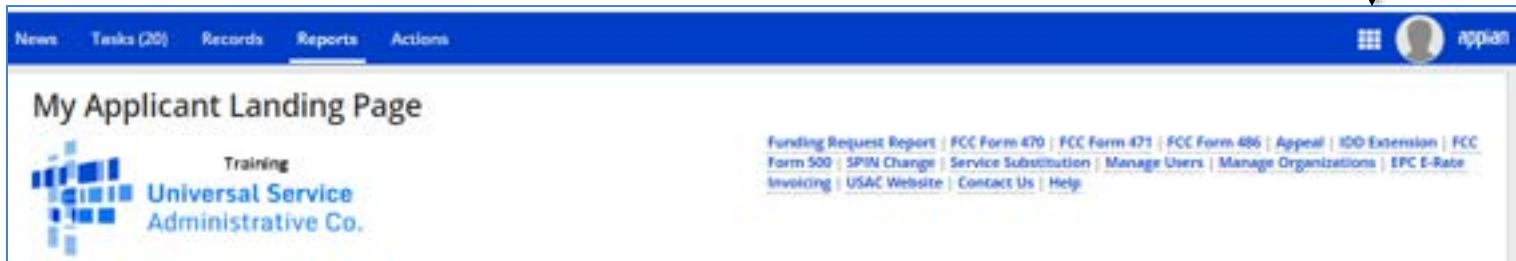 News Tasks (20) Records Reports Actions appian
My Applicant Landing Page
Training
Universal Service
Administrative Co.
Funding Request Report | FCC Form 470 | FCC Form 471 | FCC Form 486 | Appeal | IDD Extension | FCC
Form 500 | SPIN Change | Service Substitution | Manage Users | Manage Organizations | EPC E-Rate
Invoicing | USAC Website | Contact Us | Help